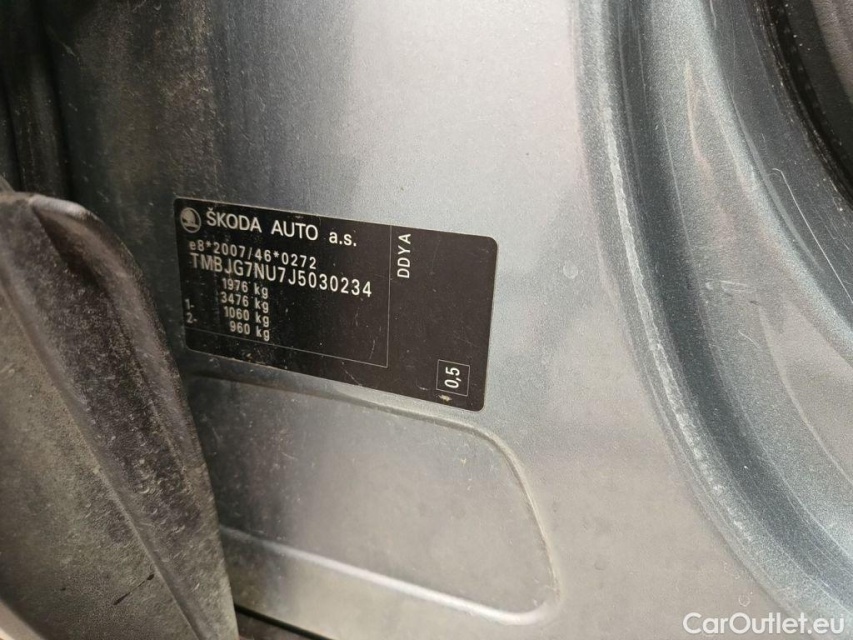 ŠKODA AUTO a.s.
e8*2007/46*0272
TMBJG7NU7J5030234
1976 kg
3476 kg
1- 1060 kg
2- 960 kg
DDYA
0,5
CarOutlet.eu